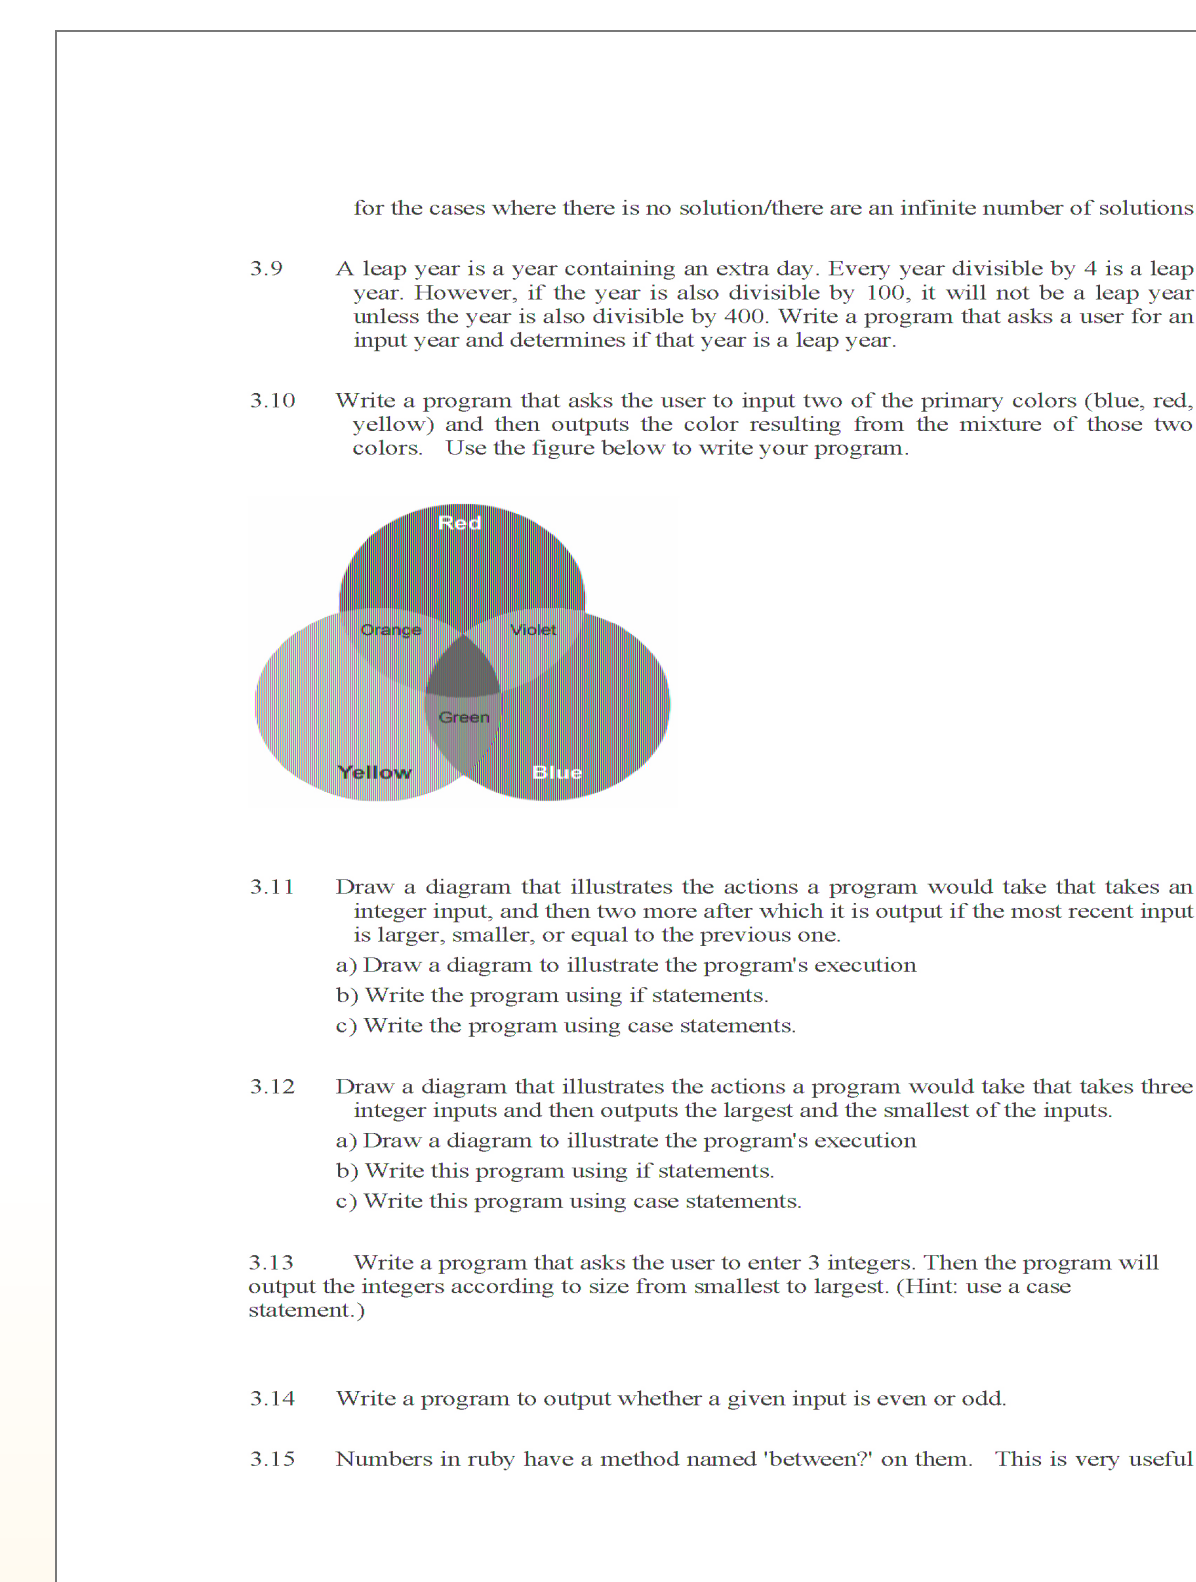 for the cases where there is no solution/there are an infinite number of solutions
3.9 A leap year is a year containing an extra day. Every year divisible by 4 is a leap
year. However, if the year is also divisible by 100, it will not be a leap year
unless the year is also divisible by 400. Write a program that asks a user for an
input year and determines if that year is a leap year.
3.10 Write a program that asks the user to input two of the primary colors (blue, red,
yellow) and then outputs the color resulting from the mixture of those two
colors. Use the figure below to write your program.
Red
Orange Violet
Green
Yellow Blue
3.11 Draw a diagram that illustrates the actions a program would take that takes an
integer input, and then two more after which it is output if the most recent input
is larger, smaller, or equal to the previous one.
a) Draw a diagram to illustrate the program's execution
b) Write the program using if statements.
c) Write the program using case statements.
3.12 Draw a diagram that illustrates the actions a program would take that takes three
integer inputs and then outputs the largest and the smallest of the inputs.
a) Draw a diagram to illustrate the program's execution
b) Write this program using if statements.
c) Write this program using case statements.
3.13 Write a program that asks the user to enter 3 integers. Then the program will
output the integers according to size from smallest to largest. (Hint: use a case
statement.)
3.14 Write a program to output whether a given input is even or odd.
3.15 Numbers in ruby have a method named 'between?' on them. This is very useful